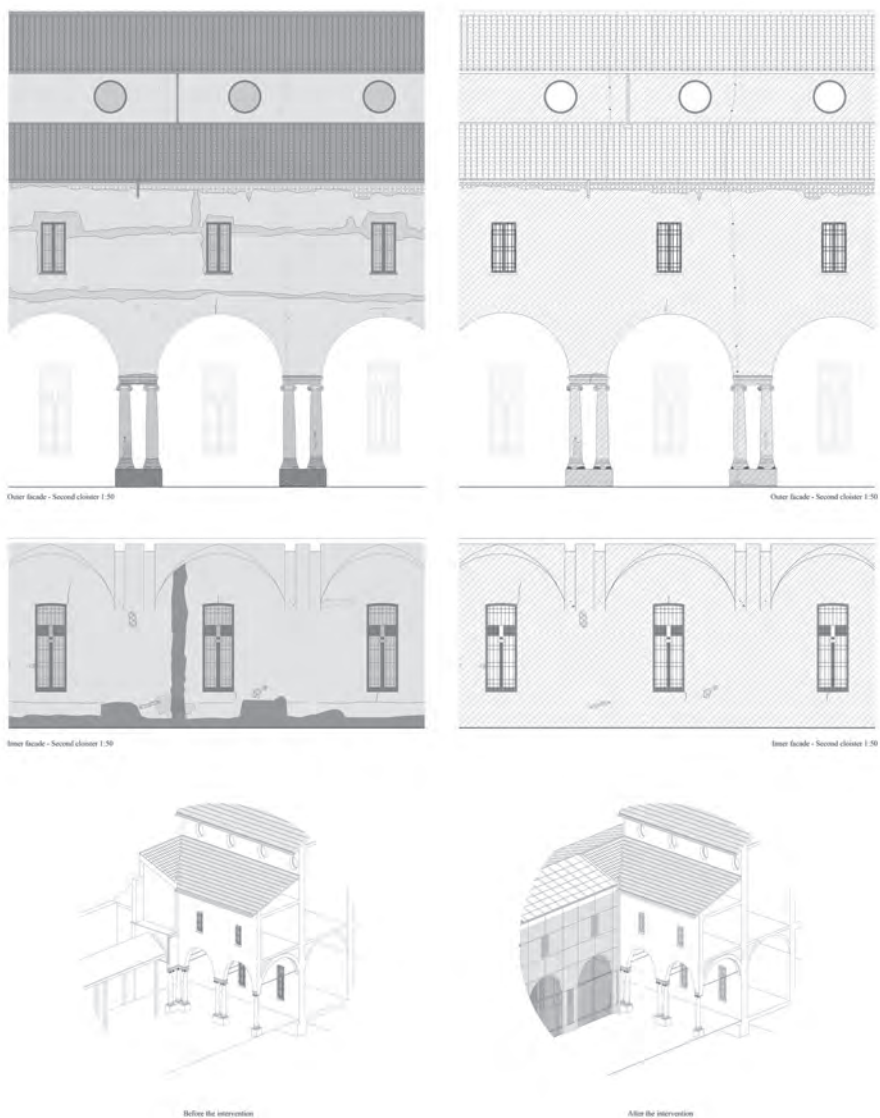 Outer facade - Second cloister 1:50
Outer facade - Second cloister 1:50
Inner facade - Second cloister 1:50
Inner facade - Second cloister 1:50
Before the intervention
After the intervention